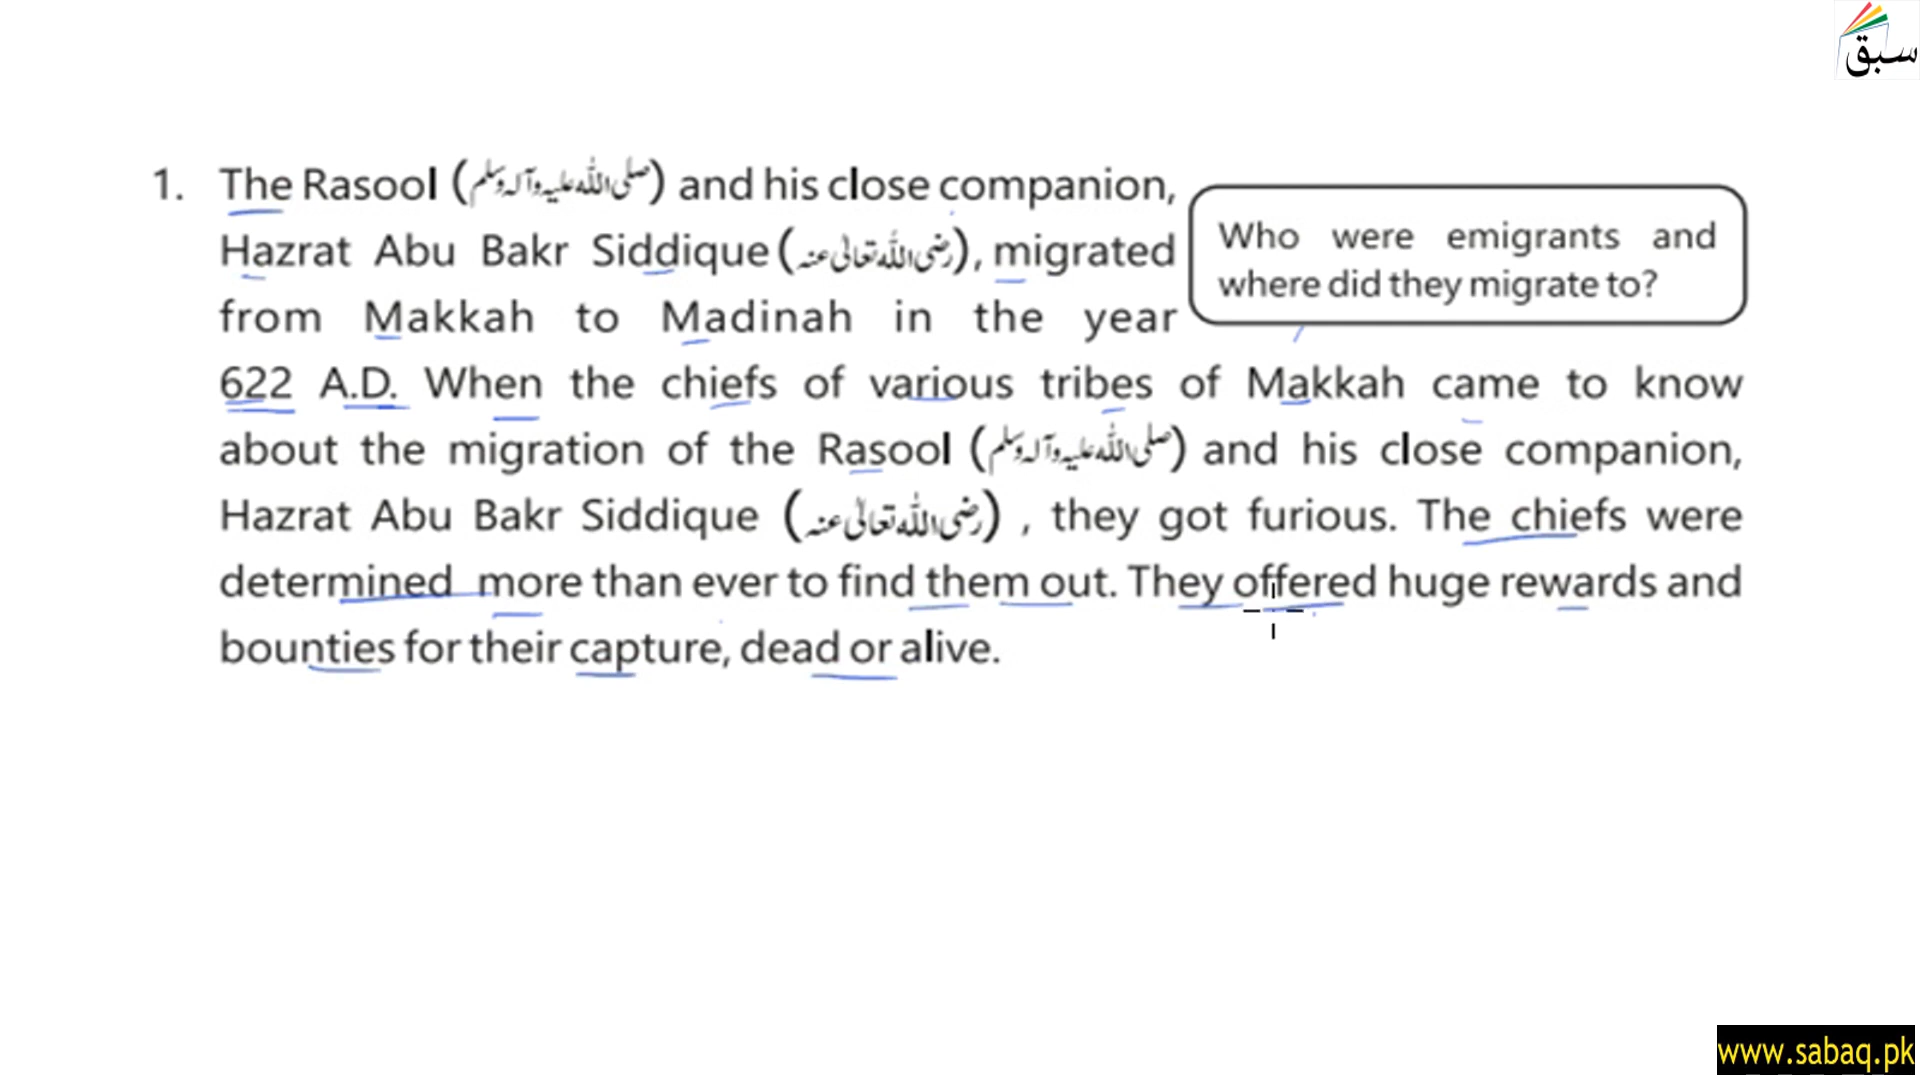 سبق
1. The Rasool (صلی اللہ علیہ وآلہ وسلم) and his close companion,
Hazrat Abu Bakr Siddique (رضی اللہ تعالیٰ عنہ), migrated
from Makkah to Madinah in the year
Who were emigrants and
where did they migrate to?
622 A.D. When the chiefs of various tribes of Makkah came to know
about the migration of the Rasool (صلی اللہ علیہ وآلہ وسلم) and his close companion,
Hazrat Abu Bakr Siddique (رضی اللہ تعالیٰ عنہ) , they got furious. The chiefs were
determined more than ever to find them out. They offered huge rewards and
bounties for their capture, dead or alive.
www.sabaq.pk